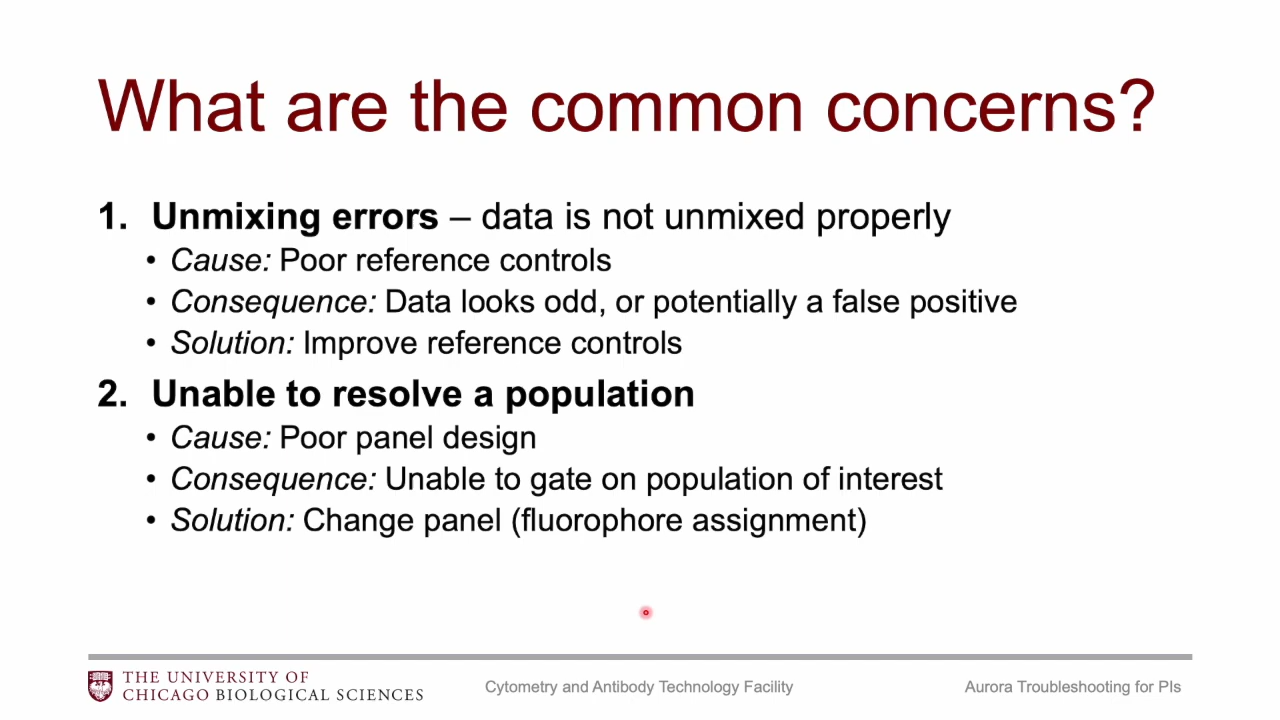 What are the common concerns?
1. Unmixing errors – data is not unmixed properly
• Cause: Poor reference controls
• Consequence: Data looks odd, or potentially a false positive
• Solution: Improve reference controls
2. Unable to resolve a population
• Cause: Poor panel design
• Consequence: Unable to gate on population of interest
• Solution: Change panel (fluorophore assignment)
THE UNIVERSITY OF
CHICAGO BIOLOGICAL SCIENCES
Cytometry and Antibody Technology Facility
Aurora Troubleshooting for PIs